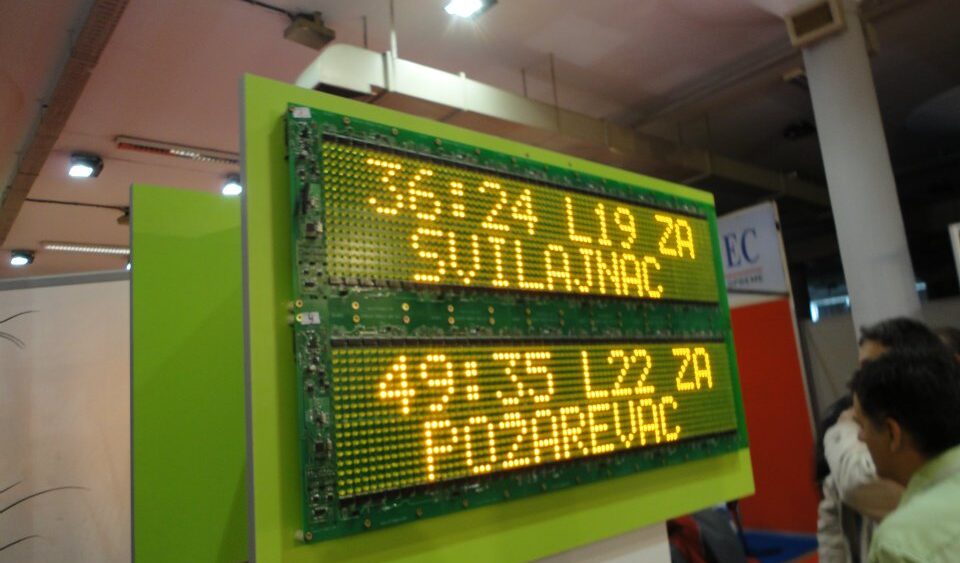 36:24 L19 ZA
SVILAJNAC
49:35 L22 ZA
POZAREVAC
EC